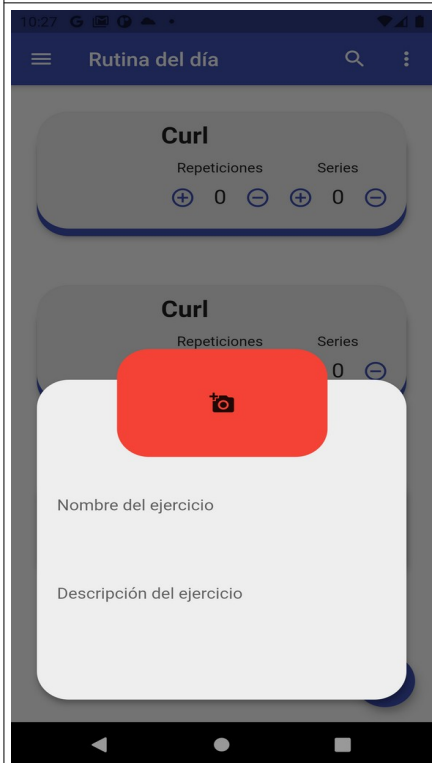 10:27
Rutina del día
Curl
Repeticiones Series
0 0
Curl
Repeticiones Series
0
Nombre del ejercicio
Descripción del ejercicio